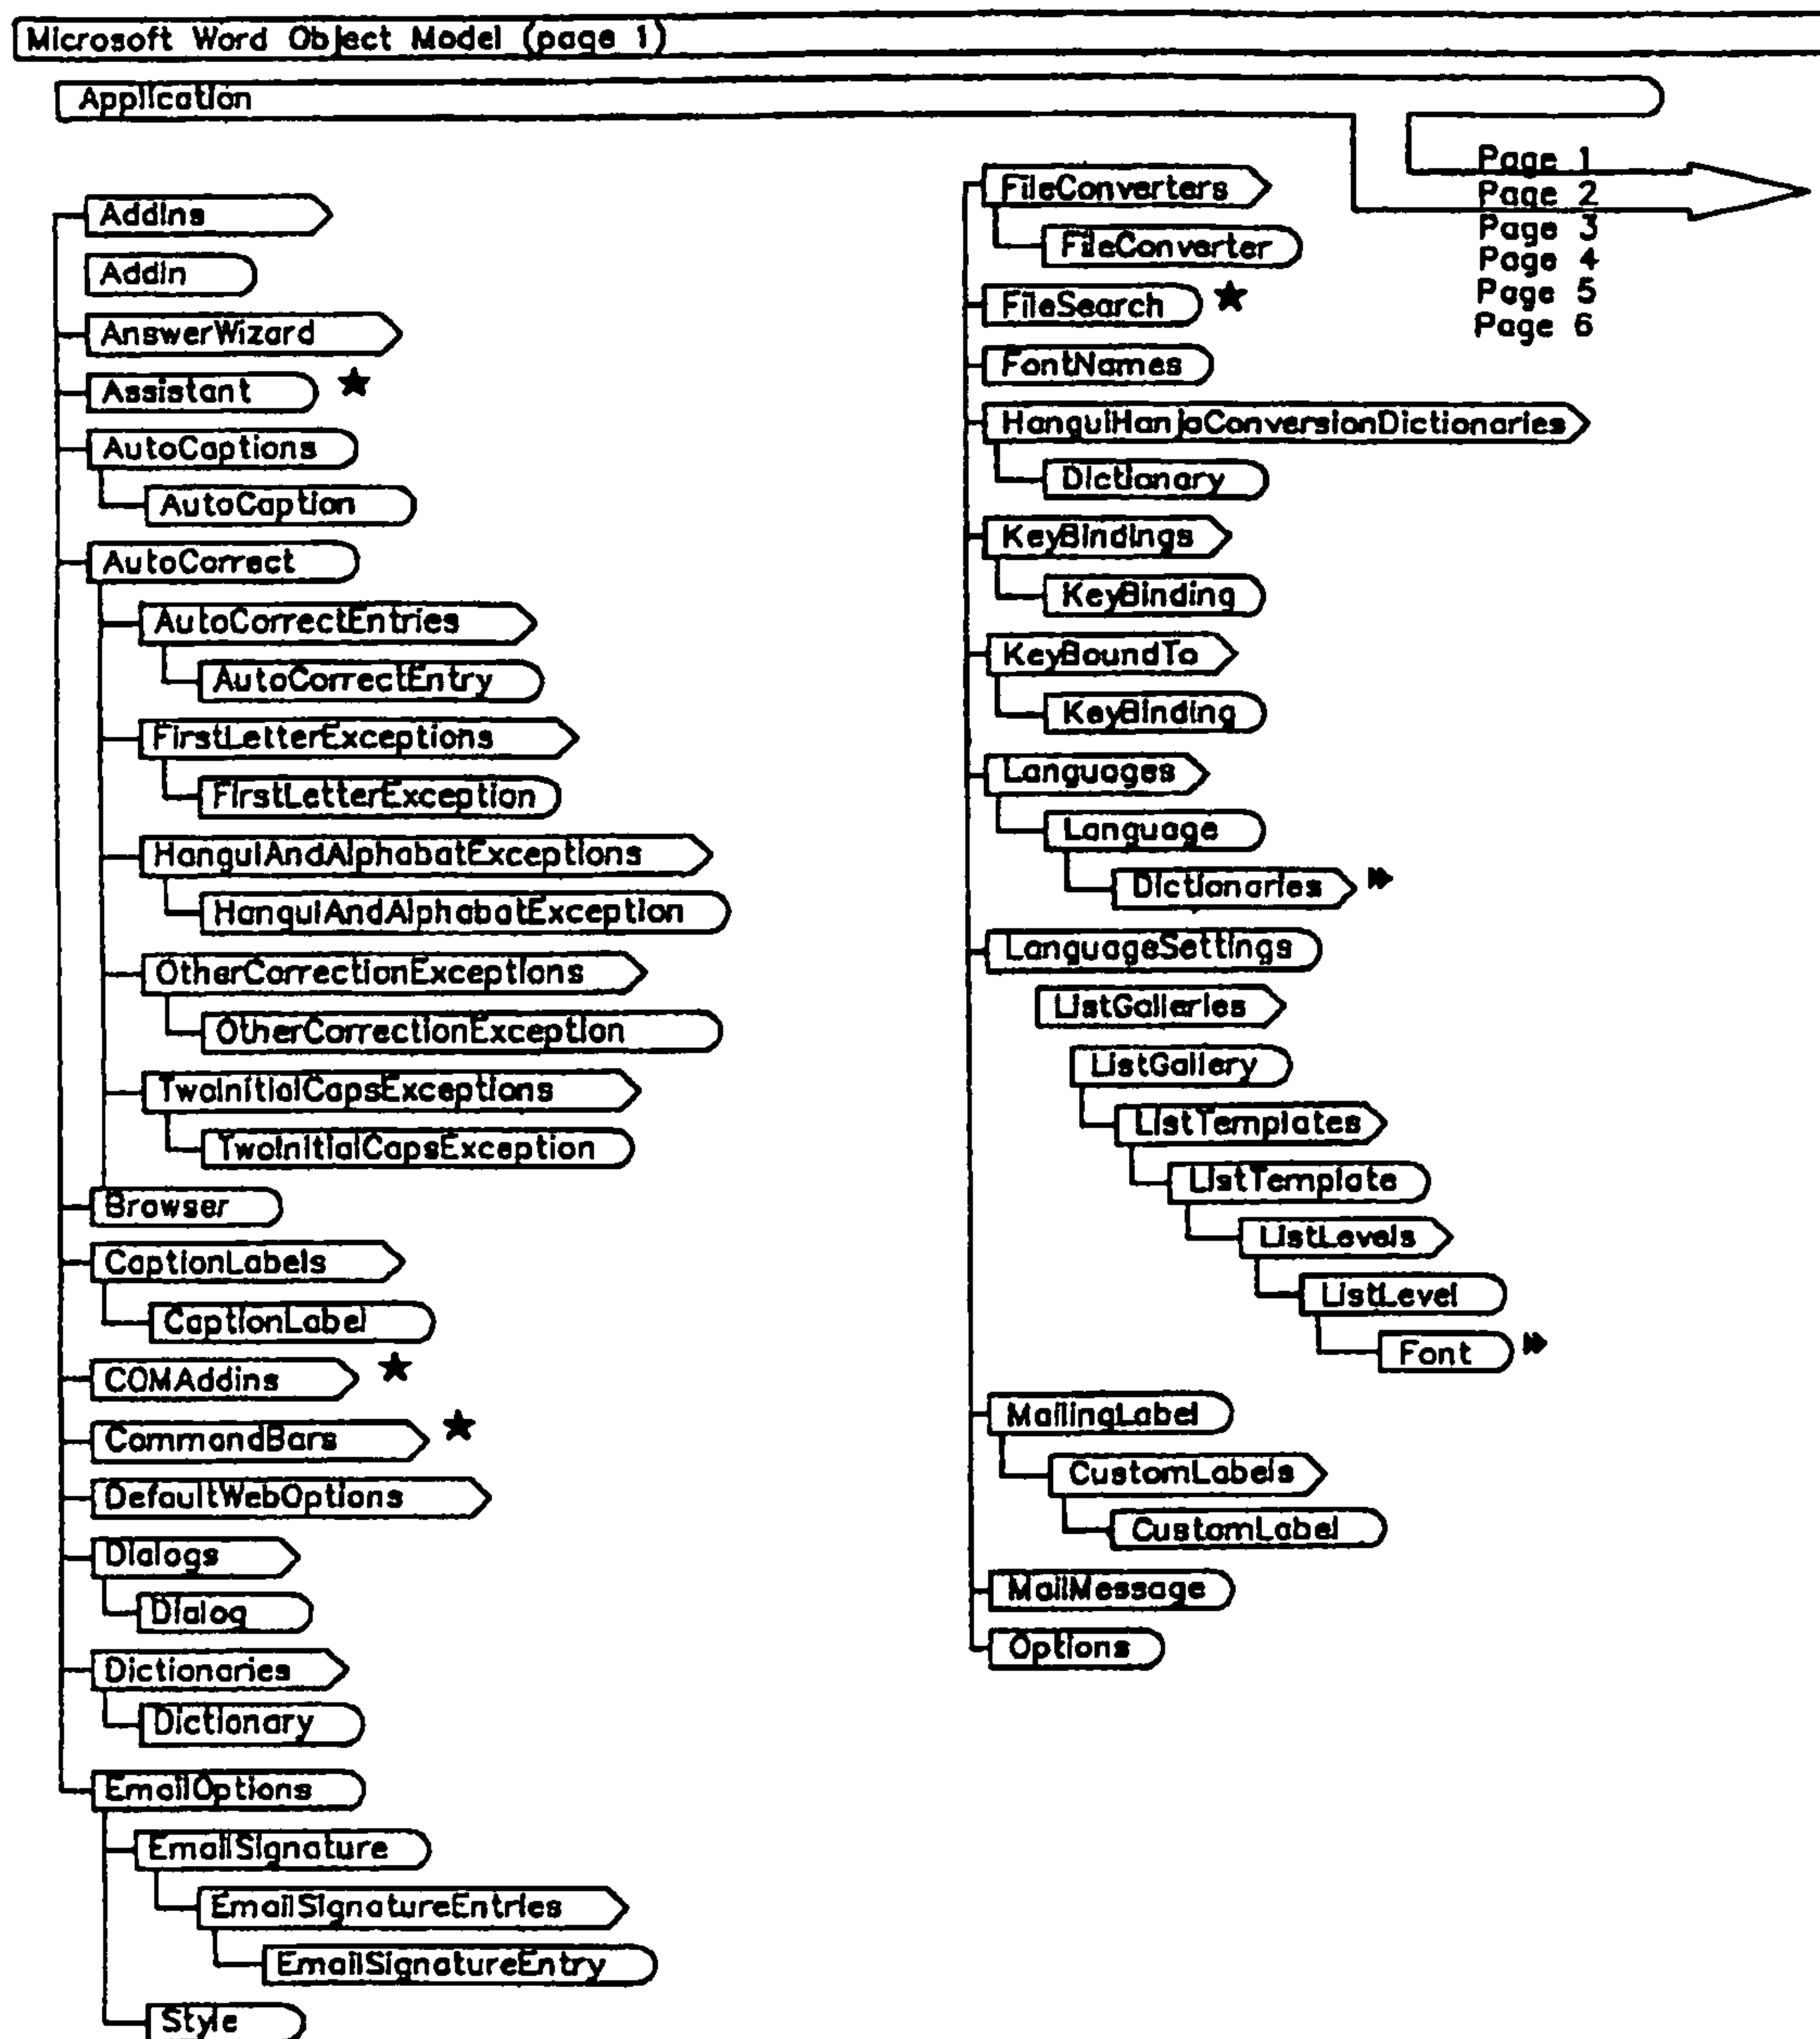 Microsoft Word Object Model (page 1)
Application
AddIns
AddIn
AnswerWizard
Assistant
AutoCaptions
AutoCaption
AutoCorrect
AutoCorrectEntries
AutoCorrectEntry
FirstLetterExceptions
FirstLetterException
HangulAndAlphabatExceptions
HangulAndAlphabatException
OtherCorrectionExceptions
OtherCorrectionException
TwoInitialCapsExceptions
TwoInitialCapsException
Browser
CaptionLabels
CaptionLabel
COMAddins
CommandBars
DefaultWebOptions
Dialogs
Dialog
Dictionaries
Dictionary
EmailOptions
EmailSignature
EmailSignatureEntries
EmailSignatureEntry
Style
FileConverters
FileConverter
FileSearch
FontNames
HangulHanjaConversionDictionaries
Dictionary
KeyBindings
KeyBinding
KeyBoundTo
KeyBinding
Languages
Language
Dictionaries
LanguageSettings
ListGalleries
ListGallery
ListTemplates
ListTemplate
ListLevels
ListLevel
Font
MailingLabel
CustomLabels
CustomLabel
MailMessage
Options
Page 1
Page 2
Page 3
Page 4
Page 5
Page 6